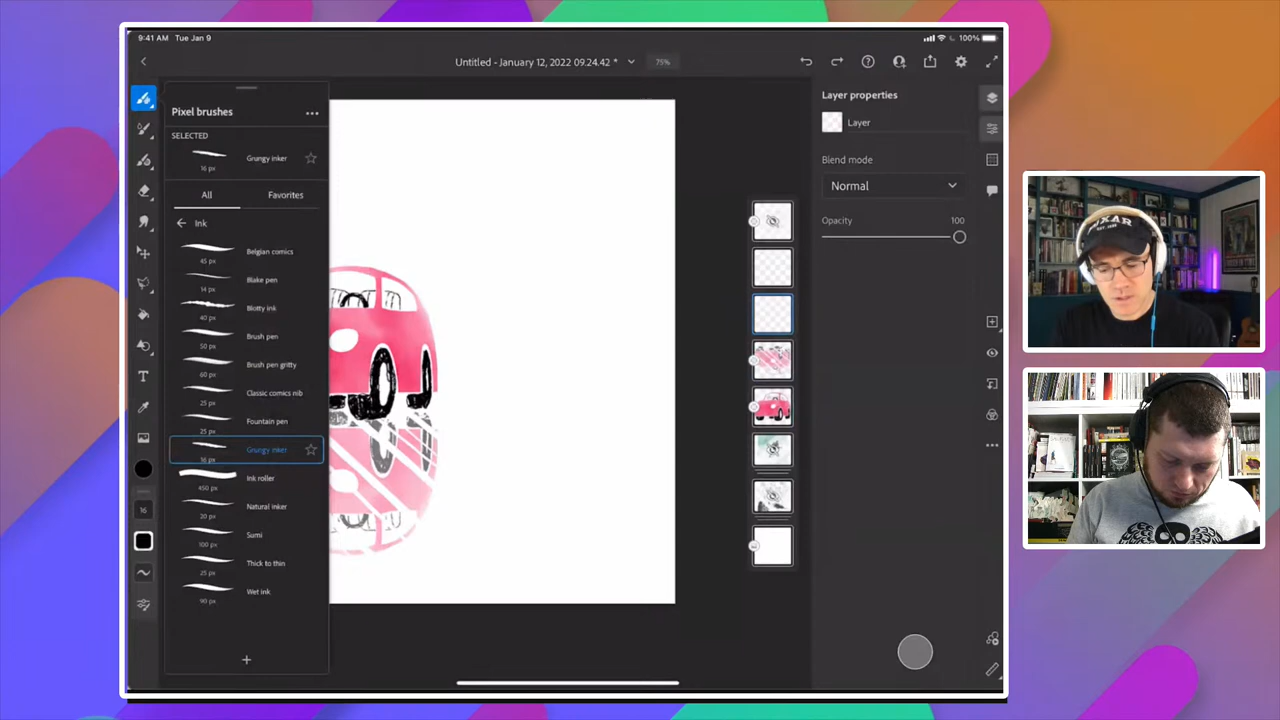 9:41 AM Tue Jan 9
100%
Untitled - January 12, 2022 09.24.42 *
75%
Pixel brushes
SELECTED
Grungy inker
16 px
All
Favorites
Ink
Belgian comics
45 px
Blake pen
14 px
Blotty ink
40 px
Brush pen
50 px
Brush pen gritty
60 px
Classic comics nib
25 px
Fountain pen
25 px
Grungy inker
16 px
Ink roller
450 px
Natural inker
20 px
Sumi
100 px
Thick to thin
25 px
Wet ink
90 px
16
Layer properties
Layer
Blend mode
Normal
Opacity
100